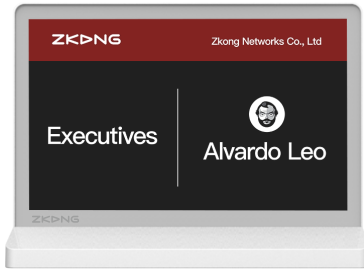 ZKONG
Zkong Networks Co., Ltd
Executives
Alvardo Leo
ZKONG